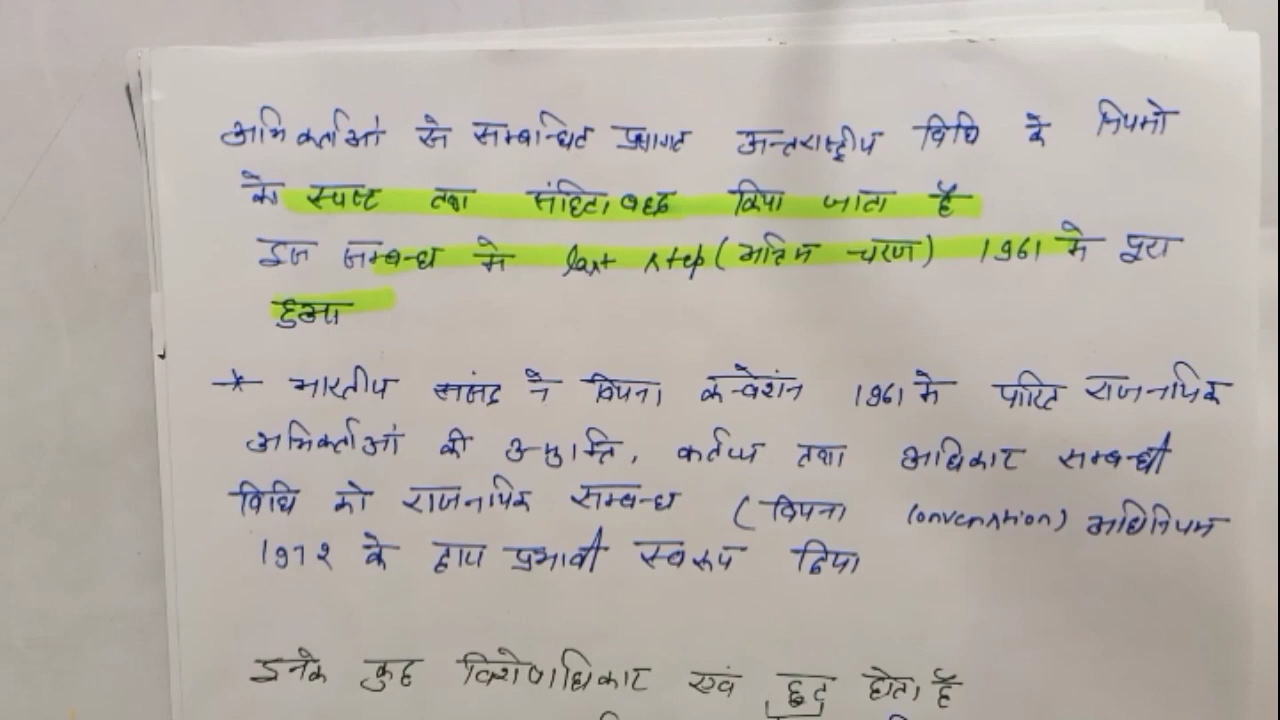 अभिकर्ताओं से सम्बन्धित प्रथागत अन्तराष्ट्रीय विधि के नियमो
को स्पष्ट तथा संहिताबद्ध किया जाता है
इस सम्बन्ध मे last step (अंतिम चरण) 1961 मे पूरा
हुआ
* भारतीय संसद ने वियना कन्वेशंन 1961 मे पारित राजनयिक
अभिकर्ताओं की उन्मुक्ति, कर्तव्य तथा अधिकार सम्बन्धी
विधि को राजनयिक सम्बन्ध (वियना Convention) अधिनियम
1972 के द्वारा प्रभावी स्वरूप दिया
इनके कुछ विशेषाधिकार एवं छूट होता है